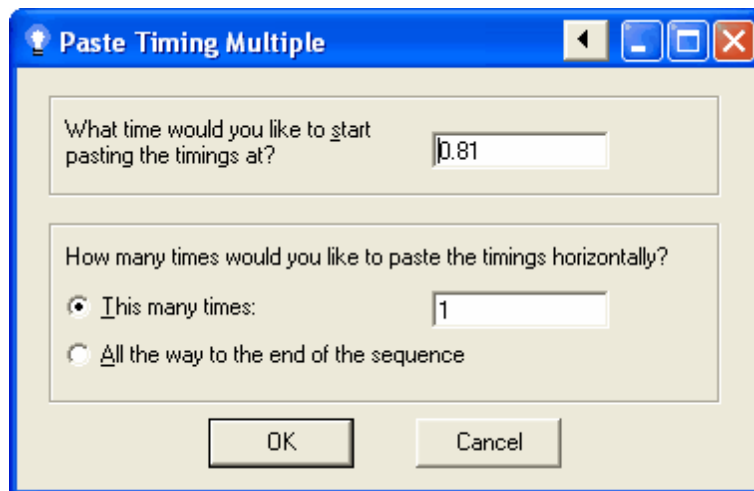 Paste Timing Multiple
What time would you like to start
pasting the timings at?
0.81
How many times would you like to paste the timings horizontally?
This many times:
1
All the way to the end of the sequence
OK
Cancel